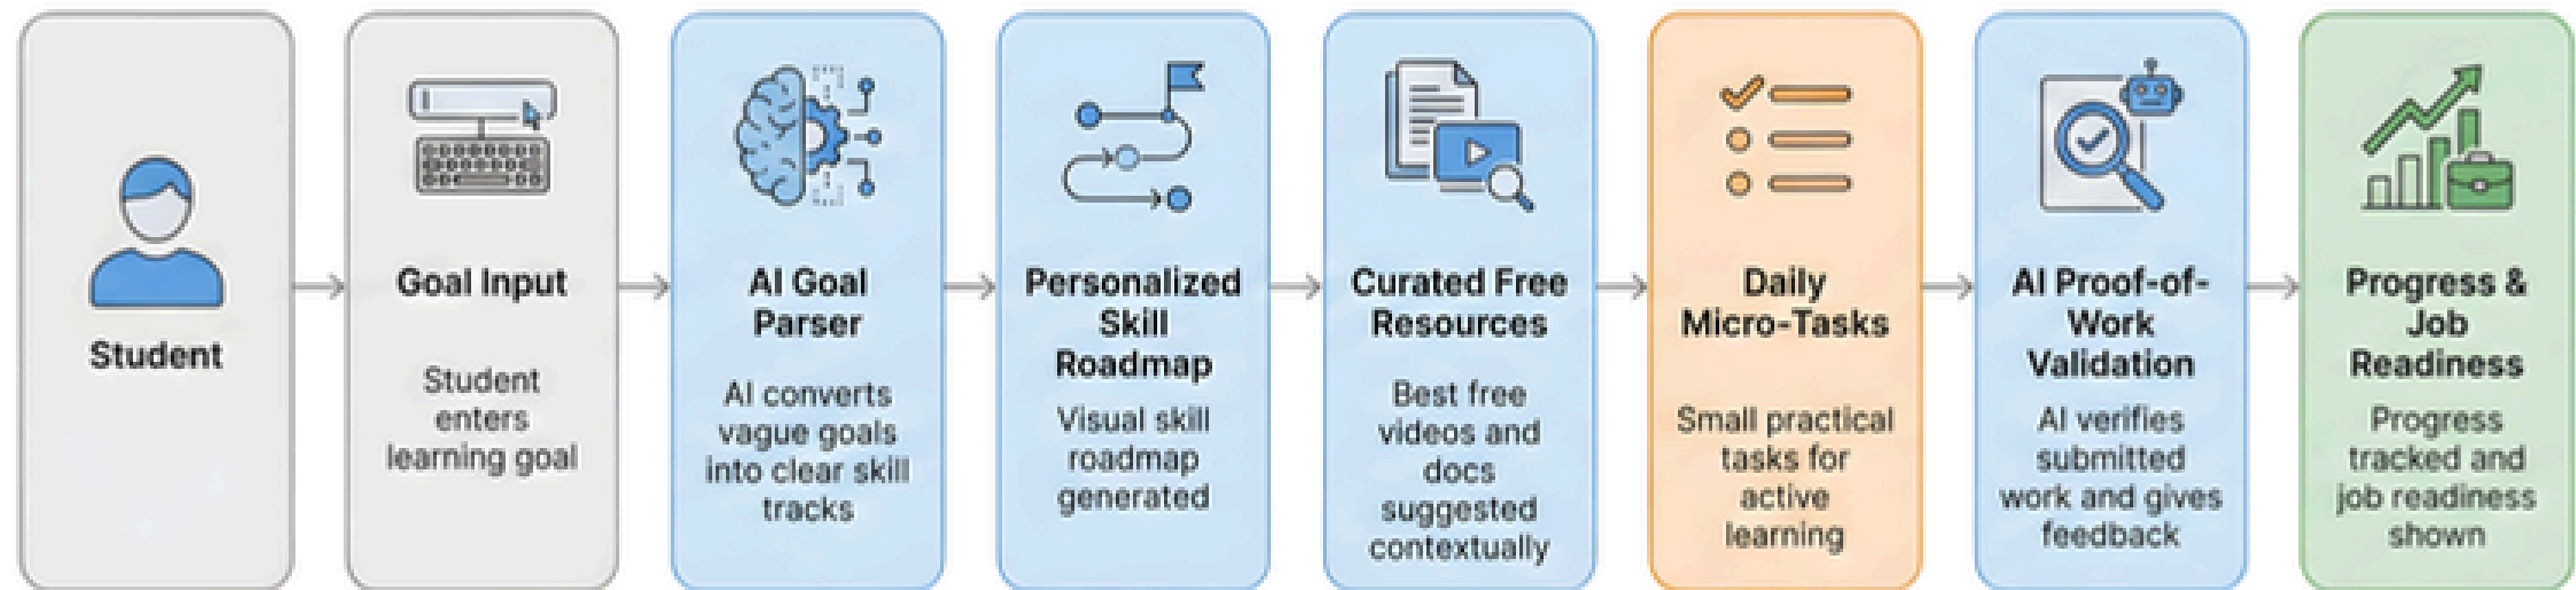 Student
Goal Input
Student
enters
learning goal
AI Goal
Parser
AI converts
vague goals
into clear skill
tracks
Personalized
Skill
Roadmap
Visual skill
roadmap
generated
Curated Free
Resources
Best free
videos and
docs
suggested
contextually
Daily
Micro-Tasks
Small practical
tasks for
active
learning
AI Proof-of-
Work
Validation
AI verifies
submitted
work and gives
feedback
Progress &
Job
Readiness
Progress
tracked and
job readiness
shown